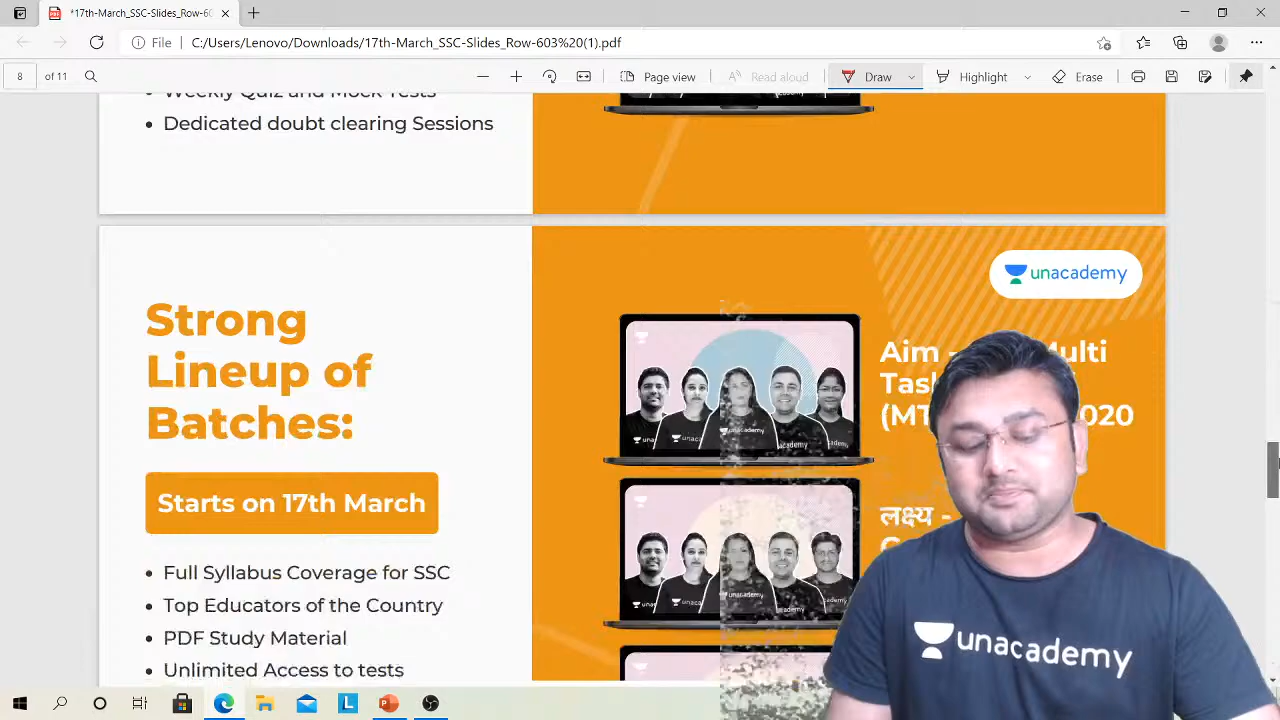 *17th-March_SSC-Slides_Row-60
File C:/Users/Lenovo/Downloads/17th-March_SSC-Slides_Row-603%20(1).pdf
8 of 11 Page view Read aloud Draw Highlight Erase
Weekly Quiz and Mock Tests
• Dedicated doubt clearing Sessions
unacademy
Strong
Lineup of
Batches:
Starts on 17th March
• Full Syllabus Coverage for SSC
• Top Educators of the Country
• PDF Study Material
• Unlimited Access to tests
Aim - Multi
Task
(MT 2020
लक्ष्य -
unacademy